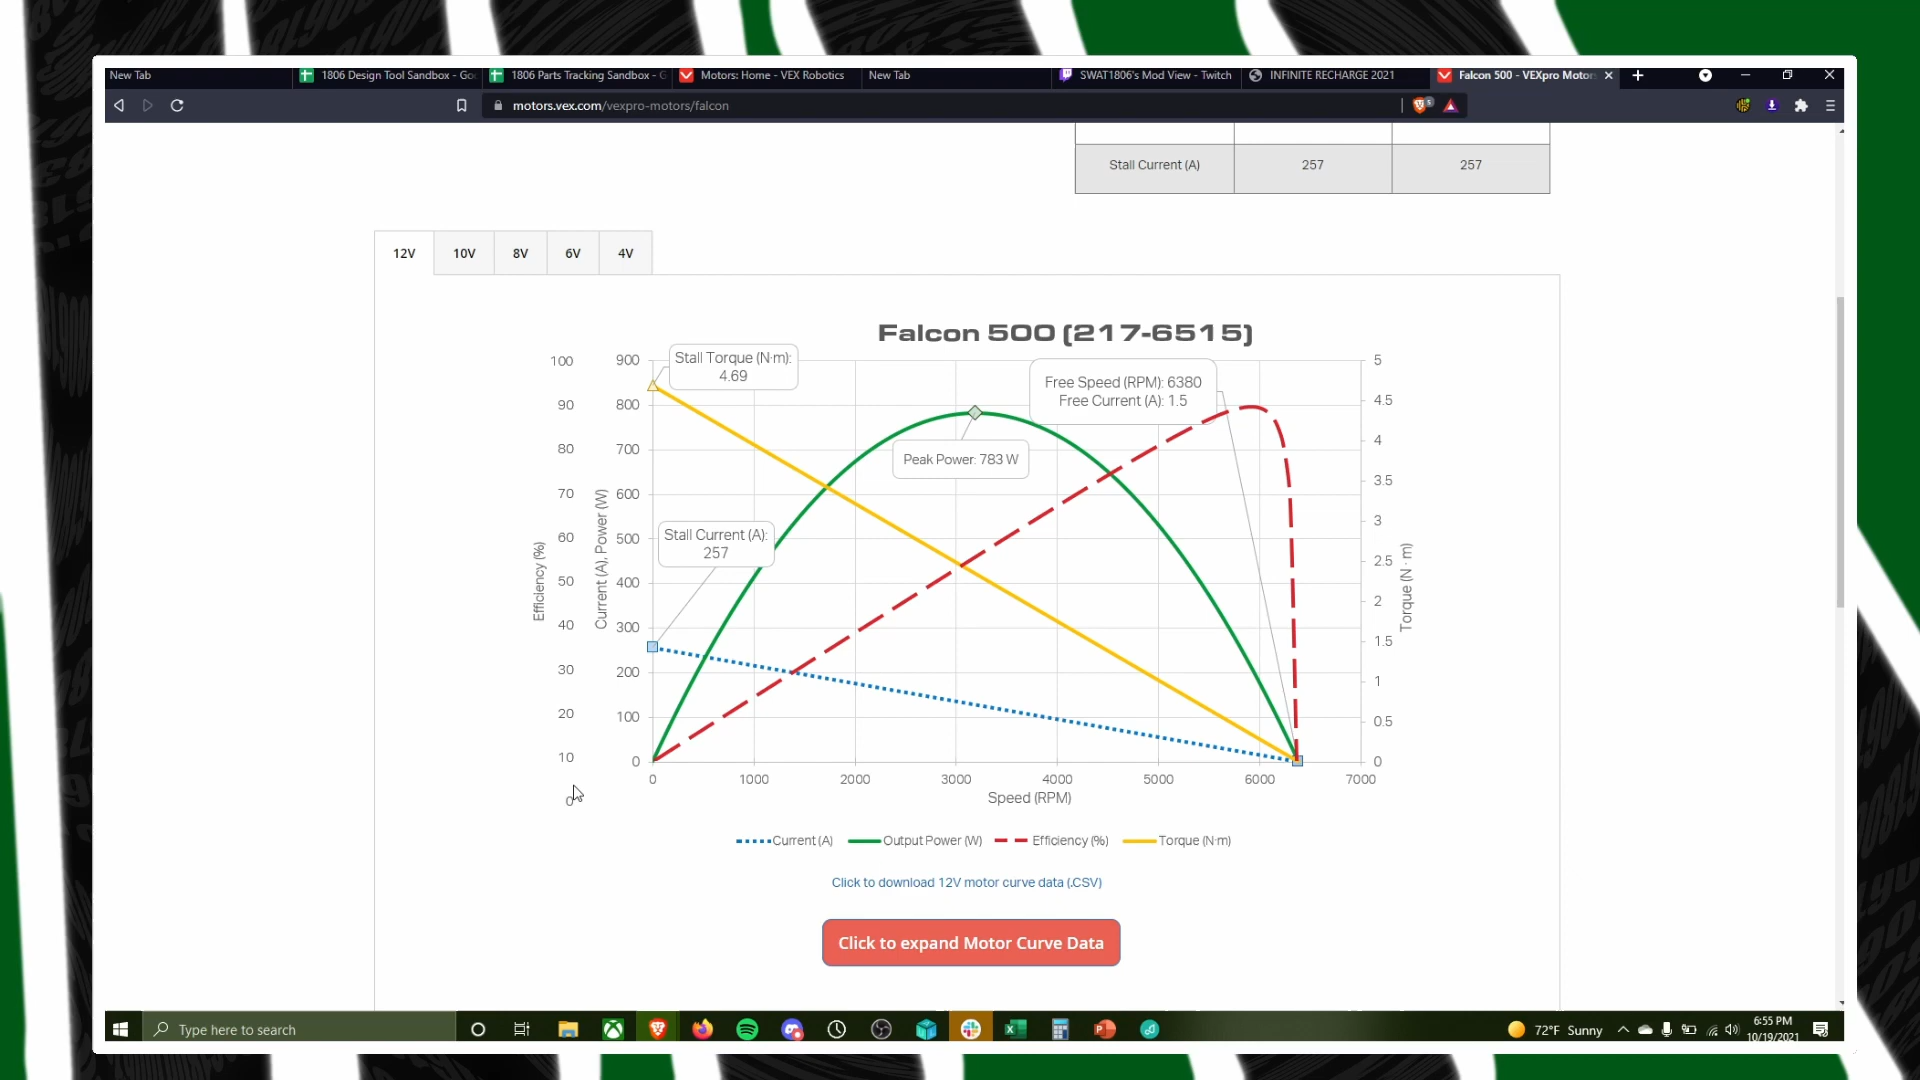 New Tab
1806 Design Tool Sandbox - Goo
1806 Parts Tracking Sandbox - G
Motors: Home - VEX Robotics
New Tab
SWAT1806's Mod View - Twitch
INFINITE RECHARGE 2021
Falcon 500 - VEXpro Motor
motors.vex.com/vexpro-motors/falcon
5
Stall Current (A) 257 257
12V 10V 8V 6V 4V
Falcon 500 (217-6515)
Stall Torque (N·m):
4.69
Free Speed (RPM): 6380
Free Current (A): 1.5
Peak Power: 783 W
Stall Current (A):
257
Efficiency (%)
100
90
80
70
60
50
40
30
20
10
0
Current (A), Power (W)
900
800
700
600
500
400
300
200
100
0
5
4.5
4
3.5
3
2.5
2
1.5
1
0.5
0
Torque (N · m)
0 1000 2000 3000 4000 5000 6000 7000
Speed (RPM)
Current (A) Output Power (W) Efficiency (%) Torque (N·m)
Click to download 12V motor curve data (.CSV)
Click to expand Motor Curve Data
Type here to search
72°F Sunny
6:55 PM
10/19/2021